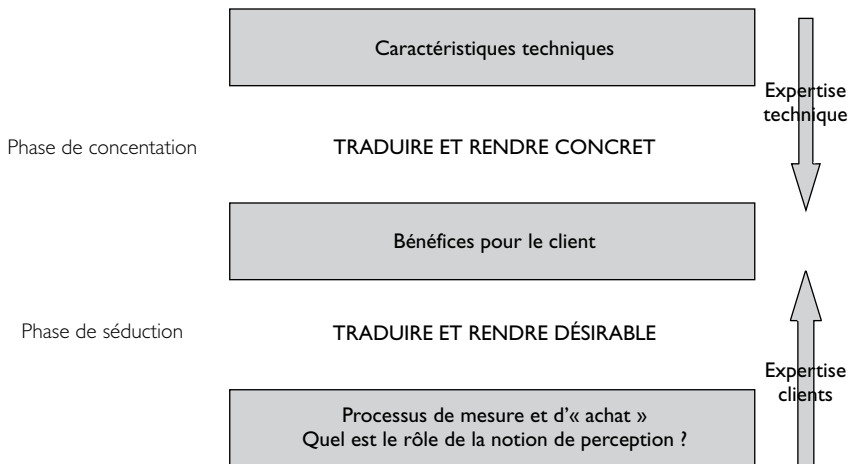 Caractéristiques techniques
Expertise
technique
Phase de concentation
TRADUIRE ET RENDRE CONCRET
Bénéfices pour le client
Phase de séduction
TRADUIRE ET RENDRE DÉSIRABLE
Expertise
clients
Processus de mesure et d'« achat »
Quel est le rôle de la notion de perception ?